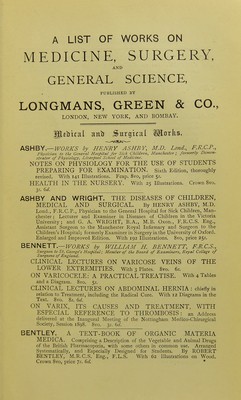 A LIST OF WORKS ON
MEDICINE, SURGERY,
AND
GENERAL SCIENCE,
PUBLISHED BY
LONGMANS, GREEN & CO.,
LONDON, NEW YORK, AND BOMBAY.
Medical and Surgical Works.
ASHBY.—WORKS by HENRY ASHBY, M.D. Lond., F.R.C.P.,
Physician to the General Hospital for Sick Children, Manchester; formerly Demon-
strator of Physiology, Liverpool School of Medicine.
NOTES ON PHYSIOLOGY FOR THE USE OF STUDENTS
PREPARING FOR EXAMINATION. Sixth Edition, thoroughly
revised. With 141 Illustrations. Fcap. 8vo, price 5s.
HEALTH IN THE NURSERY. With 25 Illustrations. Crown 8vo,
3s. 6d.
ASHBY AND WRIGHT. THE DISEASES OF CHILDREN,
MEDICAL AND SURGICAL. By HENRY ASHBY, M.D.
Lond.; F.R.C.P., Physician to the General Hospital for Sick Children, Man-
chester; Lecturer and Examiner in Diseases of Children in the Victoria
University; and G. A. WRIGHT, B.A., M.B. Oxon., F.R.C.S. Eng.,
Assistant Surgeon to the Manchester Royal Infirmary and Surgeon to the
Children's Hospital; formerly Examiner in Surgery in the University of Oxford.
Enlarged and Improved Edition. With 192 Illustrations, 8vo, price 25s.
BENNETT.—WORKS by WILLIAM H. BENNETT, F.R.C.S.,
Surgeon to St. George's Hospital; Member of the Board of Examiners, Royal College of
Surgeons of England.
CLINICAL LECTURES ON VARICOSE VEINS OF THE
LOWER EXTREMITIES. With 3 Plates. 8vo. 6s.
ON VARICOCELE: A PRACTICAL TREATISE. With 4 Tables
and a Diagram. 8vo. 5s.
CLINICAL LECTURES ON ABDOMINAL HERNIA: chiefly in
relation to Treatment, including the Radical Cure. With 12 Diagrams in the
Text. 8vo. 8s. 6d.
ON VARIX, ITS CAUSES AND TREATMENT, WITH
ESPECIAL REFERENCE TO THROMBOSIS: an Address
delivered at the Inaugural Meeting of the Nottingham Medico-Chirurgical
Society, Session 1898. 8vo. 3s. 6d.
BENTLEY. A TEXT-BOOK OF ORGANIC MATERIA
MEDICA. Comprising a Description of the Vegetable and Animal Drugs
of the British Pharmacopœia, with some others in common use. Arranged
Systematically, and Especially Designed for Students. By ROBERT
BENTLEY, M.R.C.S. Eng., F.L.S. With 62 Illustrations on Wood,
Crown 8vo, price 7s. 6d.